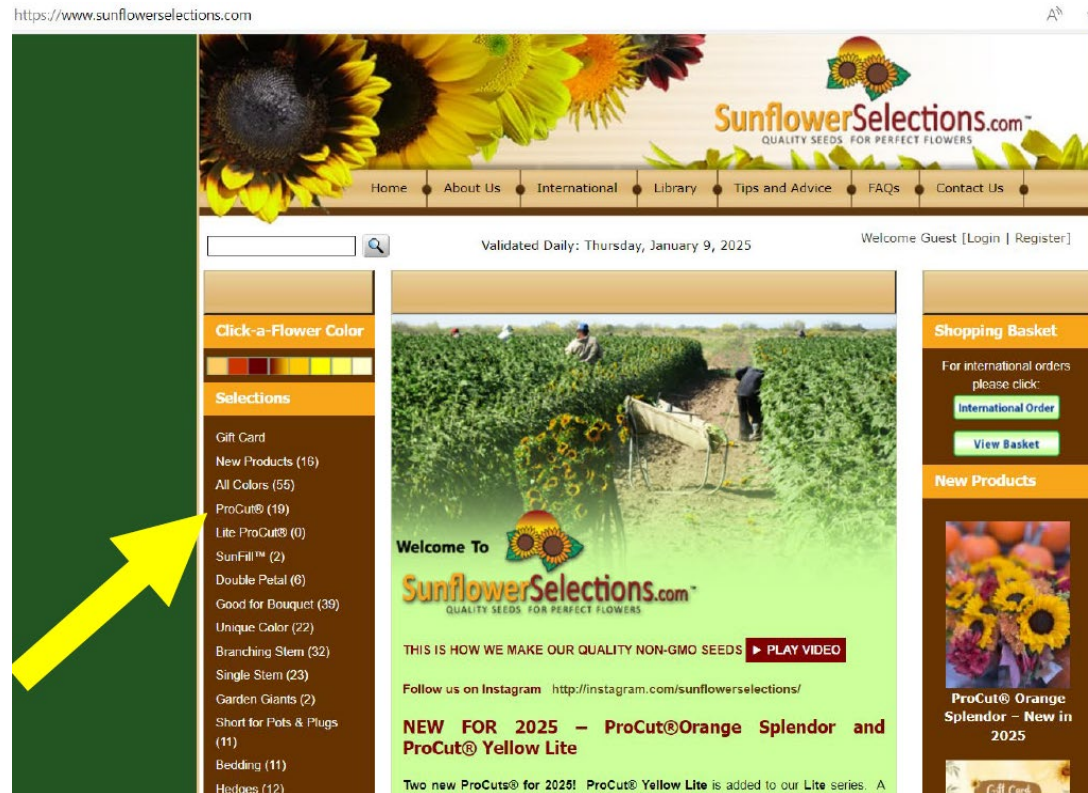 https://www.sunflowerselections.com
SunflowerSelections.com™
QUALITY SEEDS FOR PERFECT FLOWERS
Home About Us International Library Tips and Advice FAQs Contact Us
Validated Daily: Thursday, January 9, 2025
Welcome Guest [Login | Register]
Click-a-Flower Color
Selections
Gift Card
New Products (16)
All Colors (55)
ProCut® (19)
Lite ProCut® (0)
SunFill™ (2)
Double Petal (6)
Good for Bouquet (39)
Unique Color (22)
Branching Stem (32)
Single Stem (23)
Garden Giants (2)
Short for Pots & Plugs
(11)
Bedding (11)
Hedges (12)
Welcome To
SunflowerSelections.com™
QUALITY SEEDS FOR PERFECT FLOWERS
THIS IS HOW WE MAKE OUR QUALITY NON-GMO SEEDS ► PLAY VIDEO
Follow us on Instagram http://instagram.com/sunflowerselections/
NEW FOR 2025 – ProCut®Orange Splendor and
ProCut® Yellow Lite
Two new ProCuts® for 2025! ProCut® Yellow Lite is added to our Lite series. A
Shopping Basket
For international orders
please click:
International Order
View Basket
New Products
ProCut® Orange
Splendor – New in
2025
Gift Card